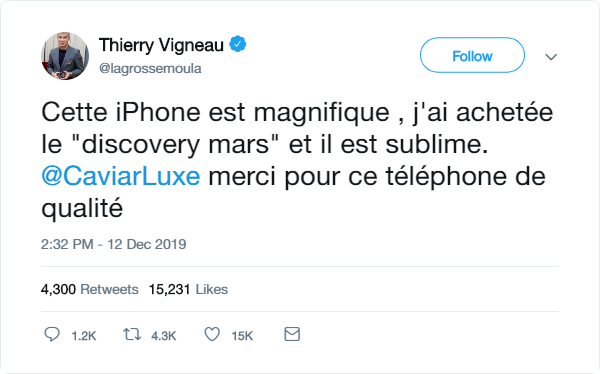 Thierry Vigneau
@lagrossemoula
Follow
Cette iPhone est magnifique , j'ai achetée
le "discovery mars" et il est sublime.
@CaviarLuxe merci pour ce téléphone de
qualité
2:32 PM - 12 Dec 2019
4,300 Retweets 15,231 Likes
1.2K 4.3K 15K